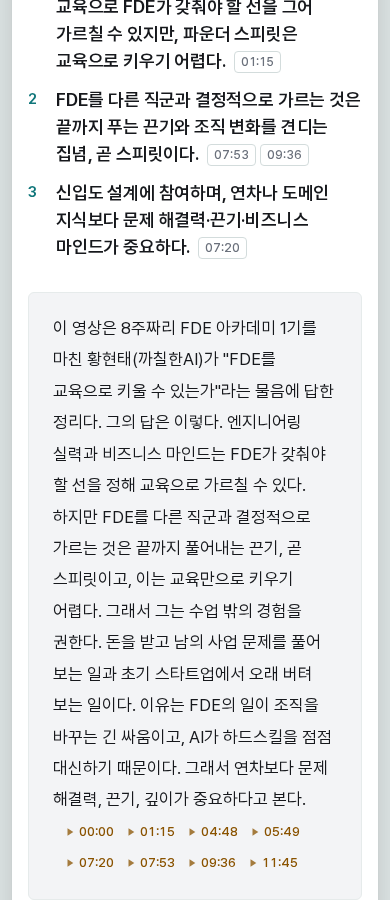 교육으로 FDE가 갖춰야 할 선을 그어
가르칠 수 있지만, 파운더 스피릿은
교육으로 키우기 어렵다. 01:15
2 FDE를 다른 직군과 결정적으로 가르는 것은
끝까지 푸는 끈기와 조직 변화를 견디는
집념, 곧 스피릿이다. 07:53 09:36
3 신입도 설계에 참여하며, 연차나 도메인
지식보다 문제 해결력·끈기·비즈니스
마인드가 중요하다. 07:20
이 영상은 8주짜리 FDE 아카데미 1기를
마친 황현태(까칠한AI)가 "FDE를
교육으로 키울 수 있는가"라는 물음에 답한
정리다. 그의 답은 이렇다. 엔지니어링
실력과 비즈니스 마인드는 FDE가 갖춰야
할 선을 정해 교육으로 가르칠 수 있다.
하지만 FDE를 다른 직군과 결정적으로
가르는 것은 끝까지 풀어내는 끈기, 곧
스피릿이고, 이는 교육만으로 키우기
어렵다. 그래서 그는 수업 밖의 경험을
권한다. 돈을 받고 남의 사업 문제를 풀어
보는 일과 초기 스타트업에서 오래 버텨
보는 일이다. 이유는 FDE의 일이 조직을
바꾸는 긴 싸움이고, AI가 하드스킬을 점점
대신하기 때문이다. 그래서 연차보다 문제
해결력, 끈기, 깊이가 중요하다고 본다.
▶ 00:00 ▶ 01:15 ▶ 04:48 ▶ 05:49
▶ 07:20 ▶ 07:53 ▶ 09:36 ▶ 11:45